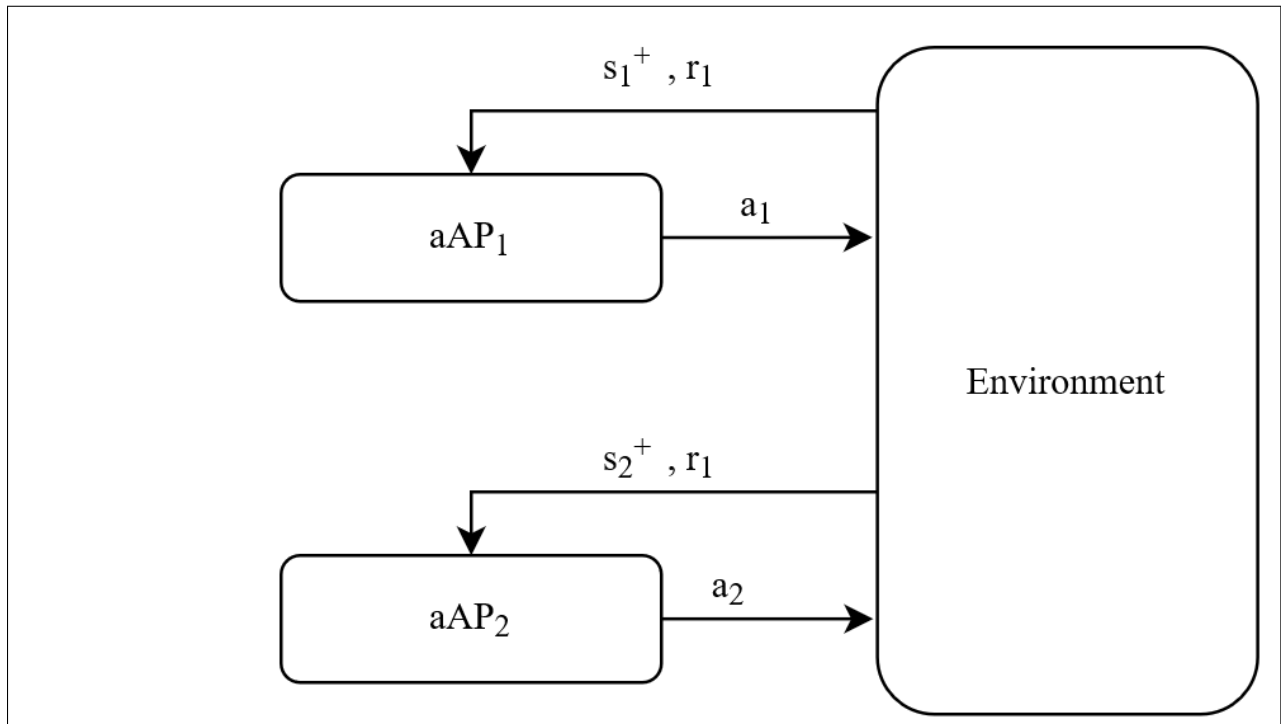 s₁⁺ , r₁
a₁
aAP₁
Environment
s₂⁺ , r₁
a₂
aAP₂